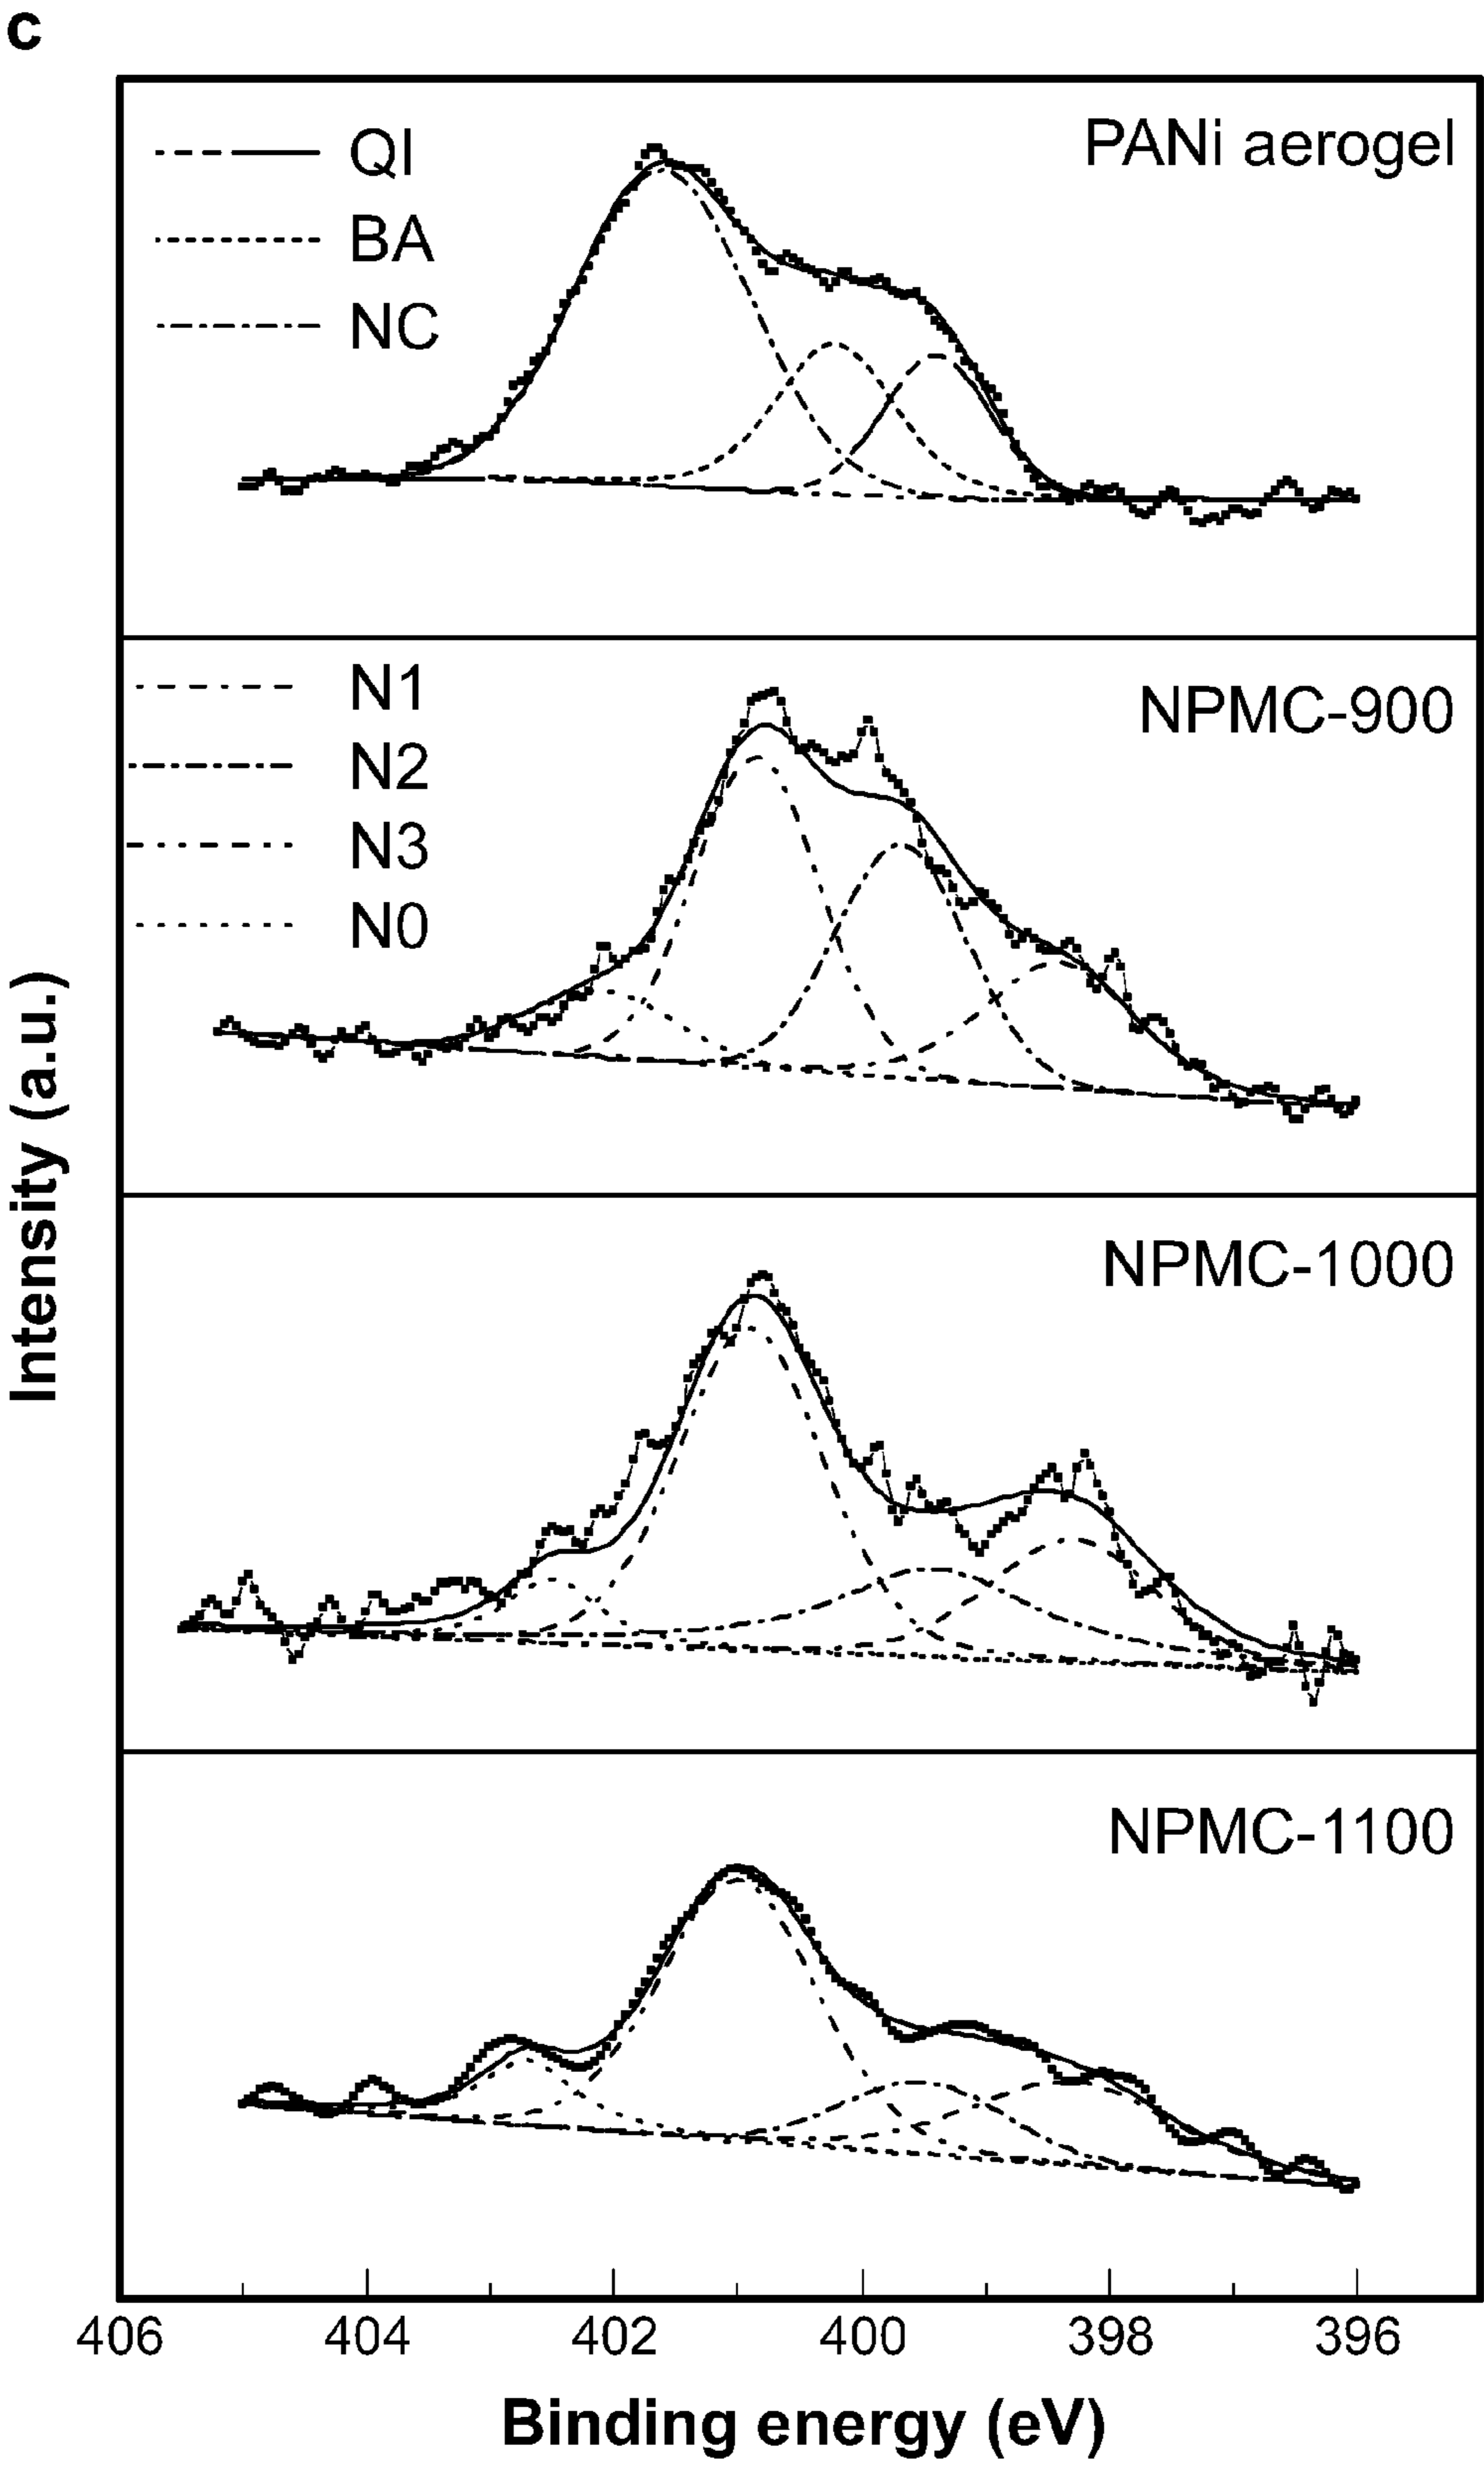 c
PANi aerogel
QI
BA
NC
NPMC-900
N1
N2
N3
N0
NPMC-1000
NPMC-1100
Intensity (a.u.)
406 404 402 400 398 396
Binding energy (eV)